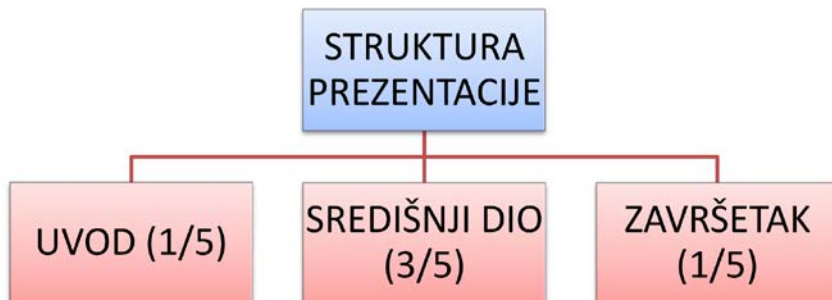 STRUKTURA
PREZENTACIJE
UVOD (1/5)
SREDIŠNJI DIO
(3/5)
ZAVRŠETAK
(1/5)